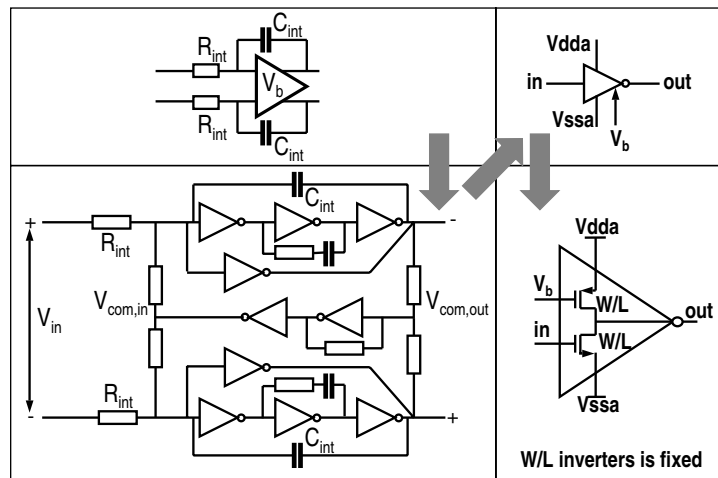 C_int
R_int
V_b
R_int
C_int
Vdda
in
out
Vssa
V_b
+
C_int
-
R_int
V_com,in
V_com,out
V_in
-
R_int
C_int
+
Vdda
V_b
W/L
out
in
W/L
Vssa
W/L inverters is fixed